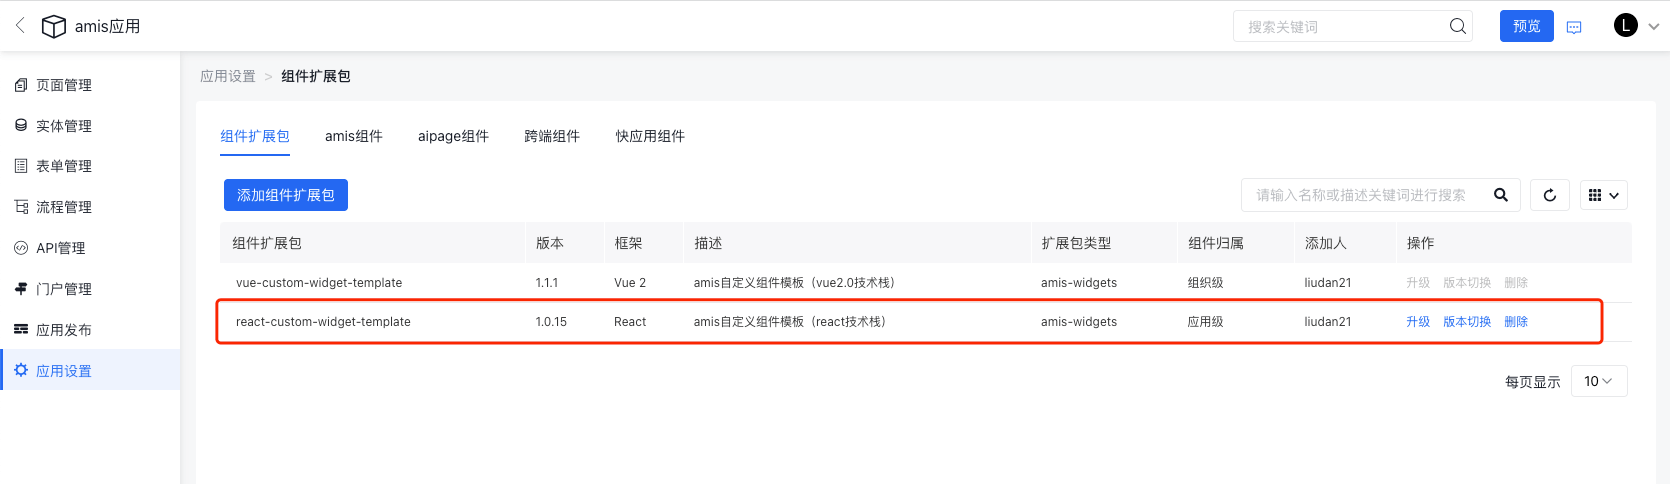 amis应用
搜索关键词
预览
L
页面管理
实体管理
表单管理
流程管理
API管理
门户管理
应用发布
应用设置
应用设置 > 组件扩展包
组件扩展包 amis组件 aipage组件 跨端组件 快应用组件
添加组件扩展包
请输入名称或描述关键词进行搜索
组件扩展包 版本 框架 描述 扩展包类型 组件归属 添加人 操作
vue-custom-widget-template 1.1.1 Vue 2 amis自定义组件模板（vue2.0技术栈） amis-widgets 组织级 liudan21 升级 版本切换 删除
react-custom-widget-template 1.0.15 React amis自定义组件模板（react技术栈） amis-widgets 应用级 liudan21 升级 版本切换 删除
每页显示 10